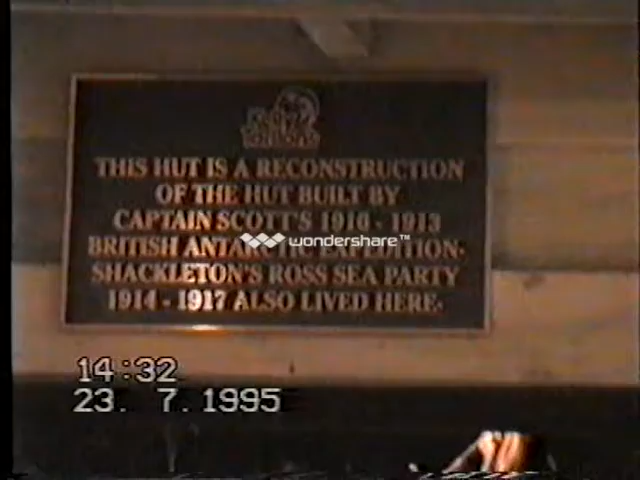 THIS HUT IS A RECONSTRUCTION
OF THE HUT BUILT BY
CAPTAIN SCOTT'S 1910 - 1913
BRITISH ANTARCTIC EXPEDITION.
SHACKLETON'S ROSS SEA PARTY
1914 - 1917 ALSO LIVED HERE.
wondershare™
14:32
23. 7. 1995